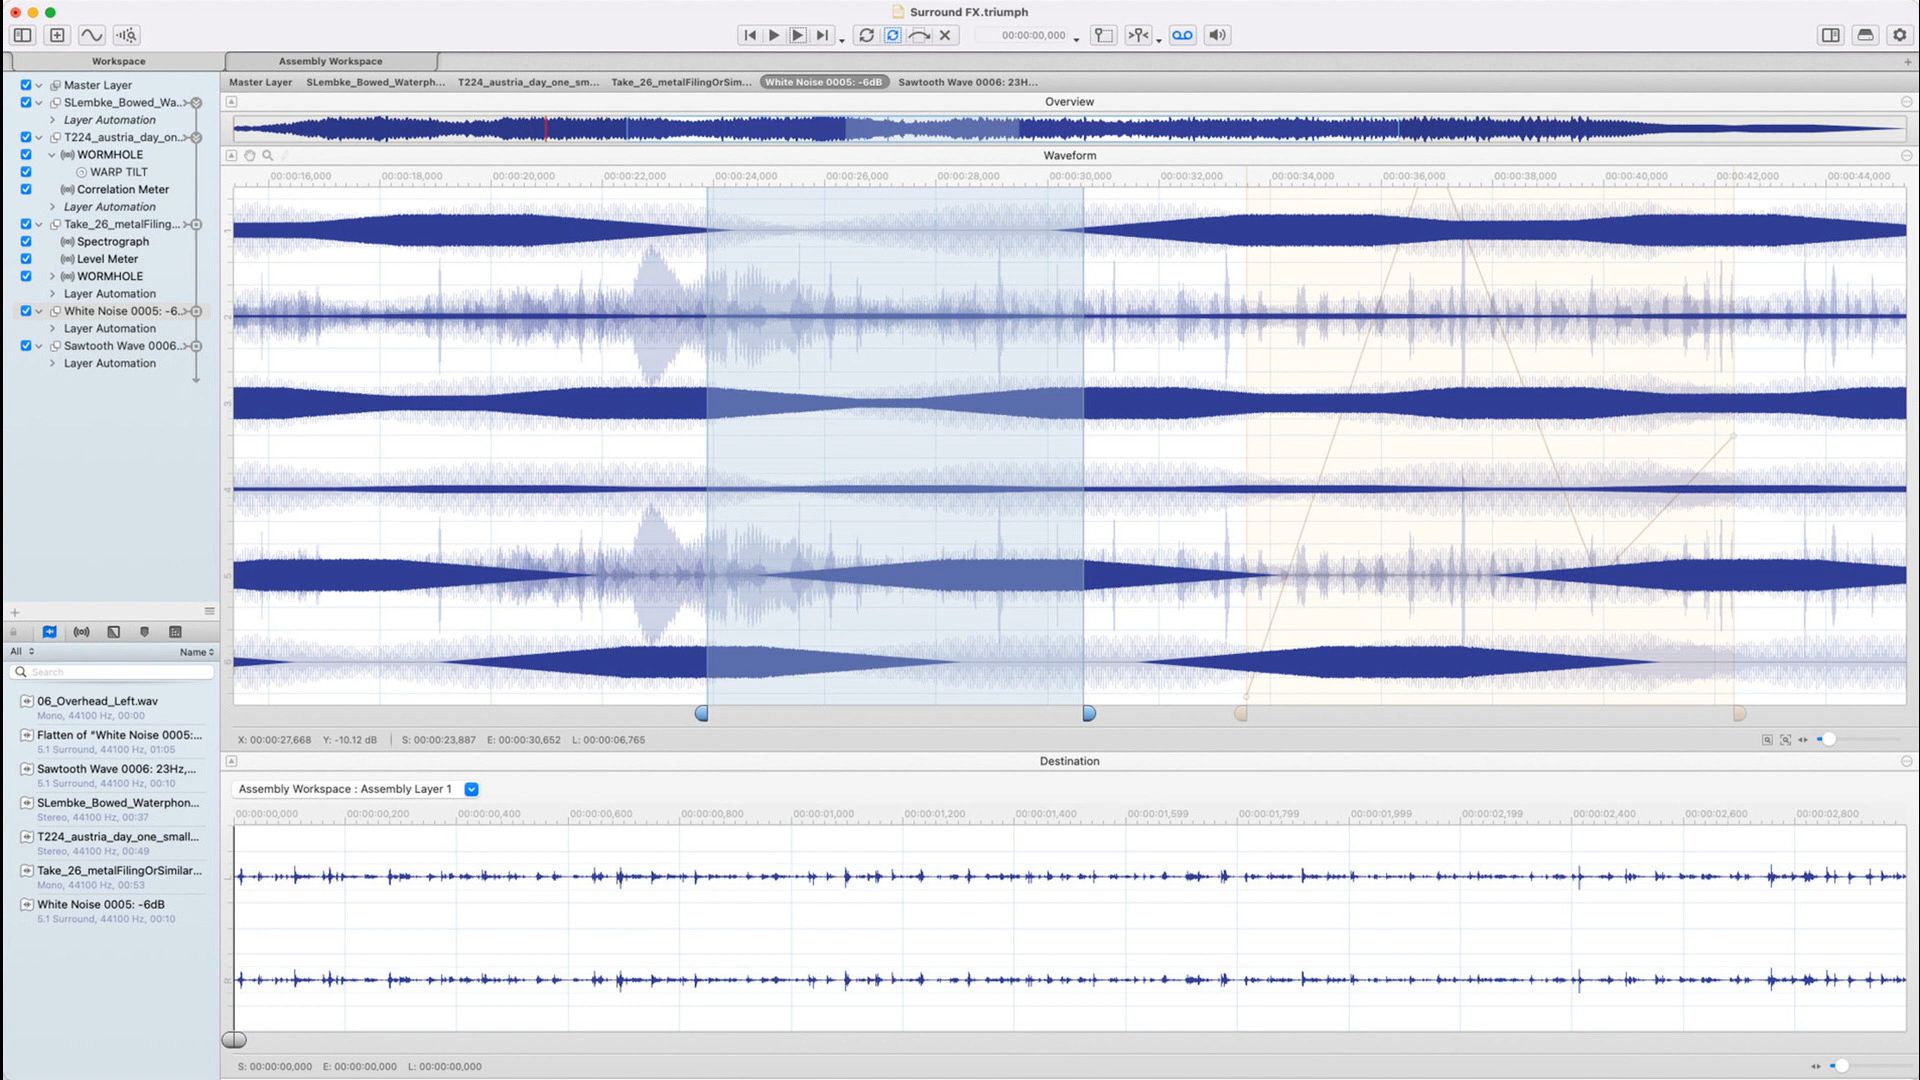 Surround FX.triumph
00:00:00,000
Workspace
Assembly Workspace
Master Layer
SLembke_Bowed_Wa..
Layer Automation
T224_austria_day_on..
WORMHOLE
WARP TILT
Correlation Meter
Layer Automation
Take_26_metalFiling...
Spectrograph
Level Meter
WORMHOLE
Layer Automation
White Noise 0005: -6..
Layer Automation
Sawtooth Wave 0006..
Layer Automation
All
Name
Search
06_Overhead_Left.wav
Mono, 44100 Hz, 00:00
Flatten of "White Noise 0005:...
5.1 Surround, 44100 Hz, 01:05
Sawtooth Wave 0006: 23Hz,...
5.1 Surround, 44100 Hz, 00:10
SLembke_Bowed_Waterphon...
Stereo, 44100 Hz, 00:37
T224_austria_day_one_small...
Stereo, 44100 Hz, 00:49
Take_26_metalFilingOrSimilar...
Mono, 44100 Hz, 00:53
White Noise 0005: -6dB
5.1 Surround, 44100 Hz, 00:10
Master Layer SLembke_Bowed_Waterph... T224_austria_day_one_sm... Take_26_metalFilingOrSim... White Noise 0005: -6dB Sawtooth Wave 0006: 23H...
Overview
Waveform
00:00:16,000 00:00:18,000 00:00:20,000 00:00:22,000 00:00:24,000 00:00:26,000 00:00:28,000 00:00:30,000 00:00:32,000 00:00:34,000 00:00:36,000 00:00:38,000 00:00:40,000 00:00:42,000 00:00:44,000
1
2
3
4
5
6
X: 00:00:27,668 Y: -10.12 dB S: 00:00:23,887 E: 00:00:30,652 L: 00:00:06,765
Destination
Assembly Workspace : Assembly Layer 1
00:00:00,000 00:00:00,200 00:00:00,400 00:00:00,600 00:00:00,800 00:00:01,000 00:00:01,200 00:00:01,400 00:00:01,599 00:00:01,799 00:00:01,999 00:00:02,199 00:00:02,400 00:00:02,600 00:00:02,800
L
R
S: 00:00:00,000 E: 00:00:00,000 L: 00:00:00,000